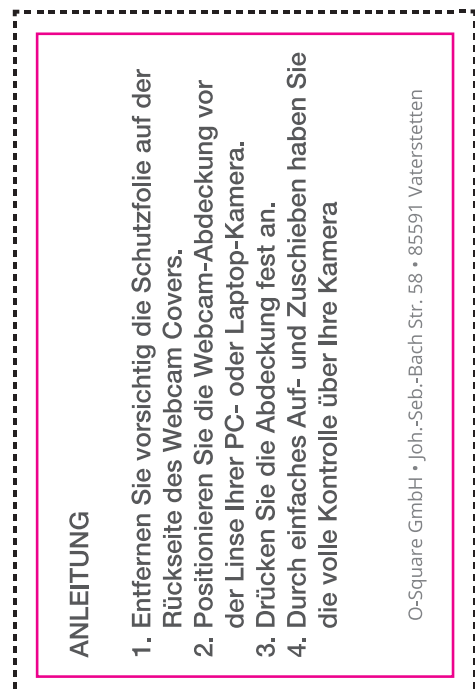 ANLEITUNG
1. Entfernen Sie vorsichtig die Schutzfolie auf der
Rückseite des Webcam Covers.
2. Positionieren Sie die Webcam-Abdeckung vor
der Linse Ihrer PC- oder Laptop-Kamera.
3. Drücken Sie die Abdeckung fest an.
4. Durch einfaches Auf- und Zuschieben haben Sie
die volle Kontrolle über Ihre Kamera
O-Square GmbH • Joh.-Seb.-Bach Str. 58 • 85591 Vaterstetten